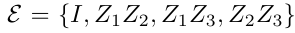 ℰ = {I, Z₁Z₂, Z₁Z₃, Z₂Z₃}